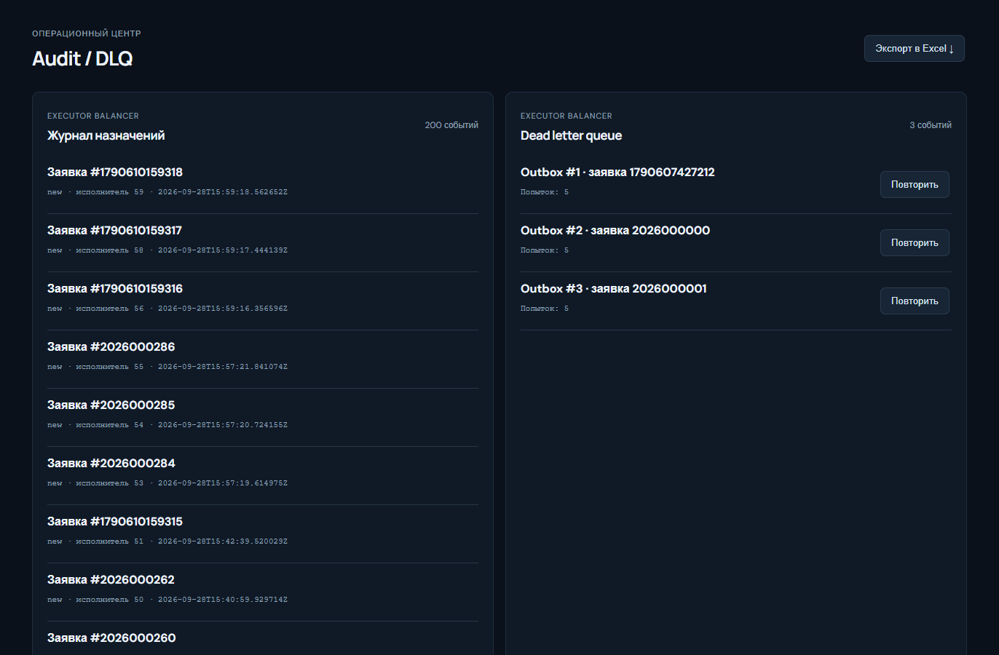 ОПЕРАЦИОННЫЙ ЦЕНТР
Audit / DLQ
Экспорт в Excel ↓
EXECUTOR BALANCER
Журнал назначений
200 событий
Заявка #1790610159318
new · исполнитель 59 · 2026-09-28T15:59:18.562652Z
Заявка #1790610159317
new · исполнитель 58 · 2026-09-28T15:59:17.444139Z
Заявка #1790610159316
new · исполнитель 56 · 2026-09-28T15:59:16.356596Z
Заявка #2026000286
new · исполнитель 55 · 2026-09-28T15:57:21.841074Z
Заявка #2026000285
new · исполнитель 54 · 2026-09-28T15:57:20.724155Z
Заявка #2026000284
new · исполнитель 53 · 2026-09-28T15:57:19.614975Z
Заявка #1790610159315
new · исполнитель 51 · 2026-09-28T15:42:39.520029Z
Заявка #2026000262
new · исполнитель 50 · 2026-09-28T15:40:59.929714Z
Заявка #2026000260
EXECUTOR BALANCER
Dead letter queue
3 событий
Outbox #1 · заявка 1790607427212
Попыток: 5
Повторить
Outbox #2 · заявка 2026000000
Попыток: 5
Повторить
Outbox #3 · заявка 2026000001
Попыток: 5
Повторить